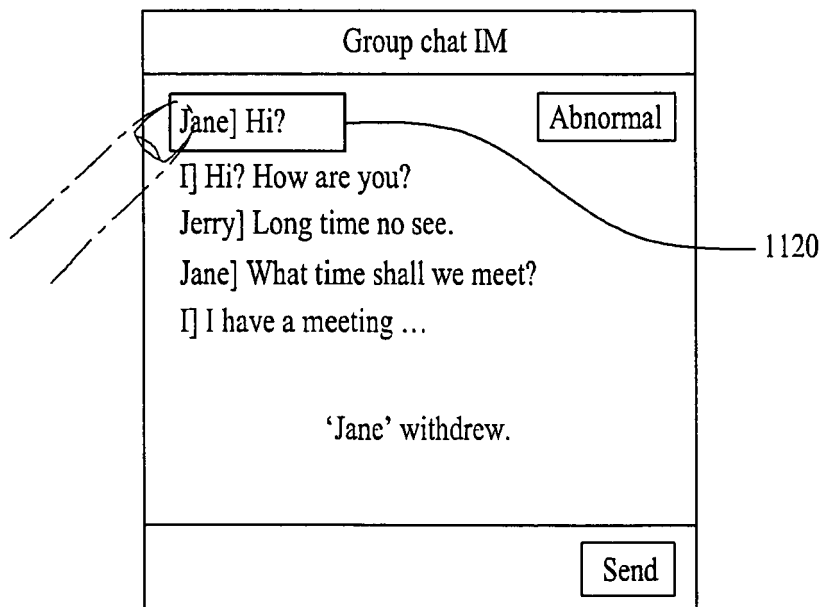 Group chat IM
Jane] Hi?
Abnormal
I] Hi? How are you?
Jerry] Long time no see.
1120
Jane] What time shall we meet?
I] I have a meeting ...
‘Jane’ withdrew.
Send